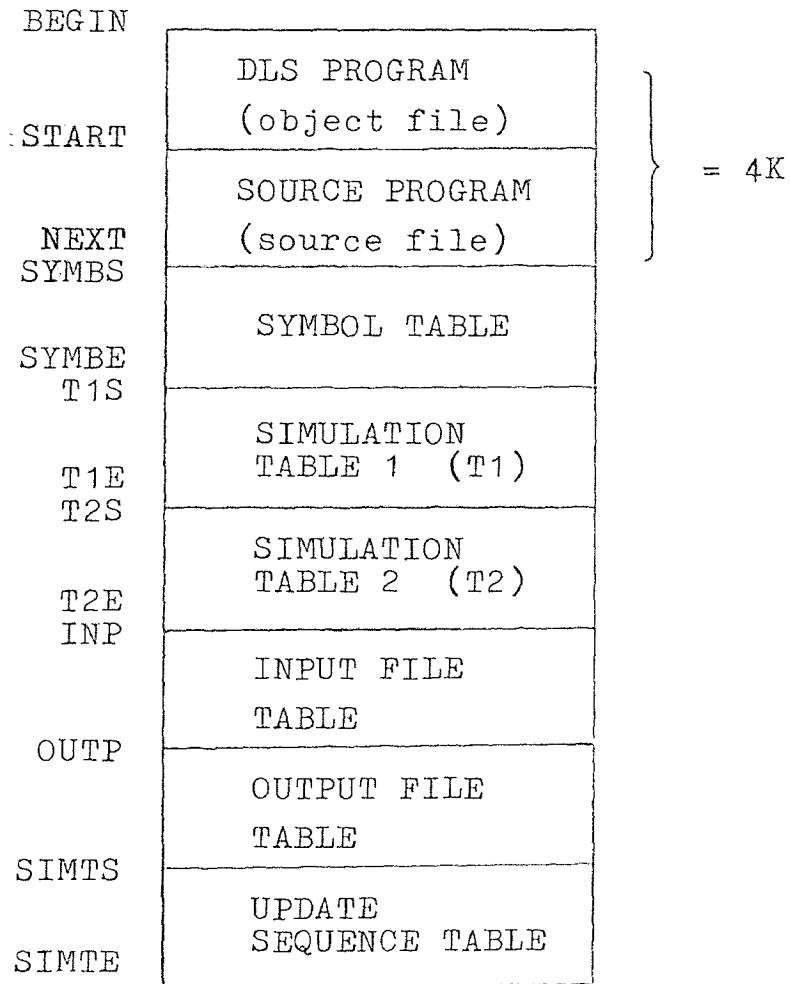 BEGIN
DLS PROGRAM
(object file)
START
= 4K
SOURCE PROGRAM
(source file)
NEXT
SYMBS
SYMBOL TABLE
SYMBE
T1S
SIMULATION
TABLE 1 (T1)
T1E
T2S
SIMULATION
TABLE 2 (T2)
T2E
INP
INPUT FILE
TABLE
OUTP
OUTPUT FILE
TABLE
SIMTS
UPDATE
SEQUENCE TABLE
SIMTE